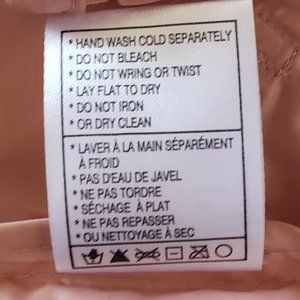 * HAND WASH COLD SEPARATELY
* DO NOT BLEACH
* DO NOT WRING OR TWIST
* LAY FLAT TO DRY
* DO NOT IRON
* OR DRY CLEAN
* LAVER À LA MAIN SÉPARÉMENT
À FROID
* PAS D'EAU DE JAVEL
* NE PAS TORDRE
* SÉCHAGE À PLAT
* NE PAS REPASSER
* OU NETTOYAGE À SEC